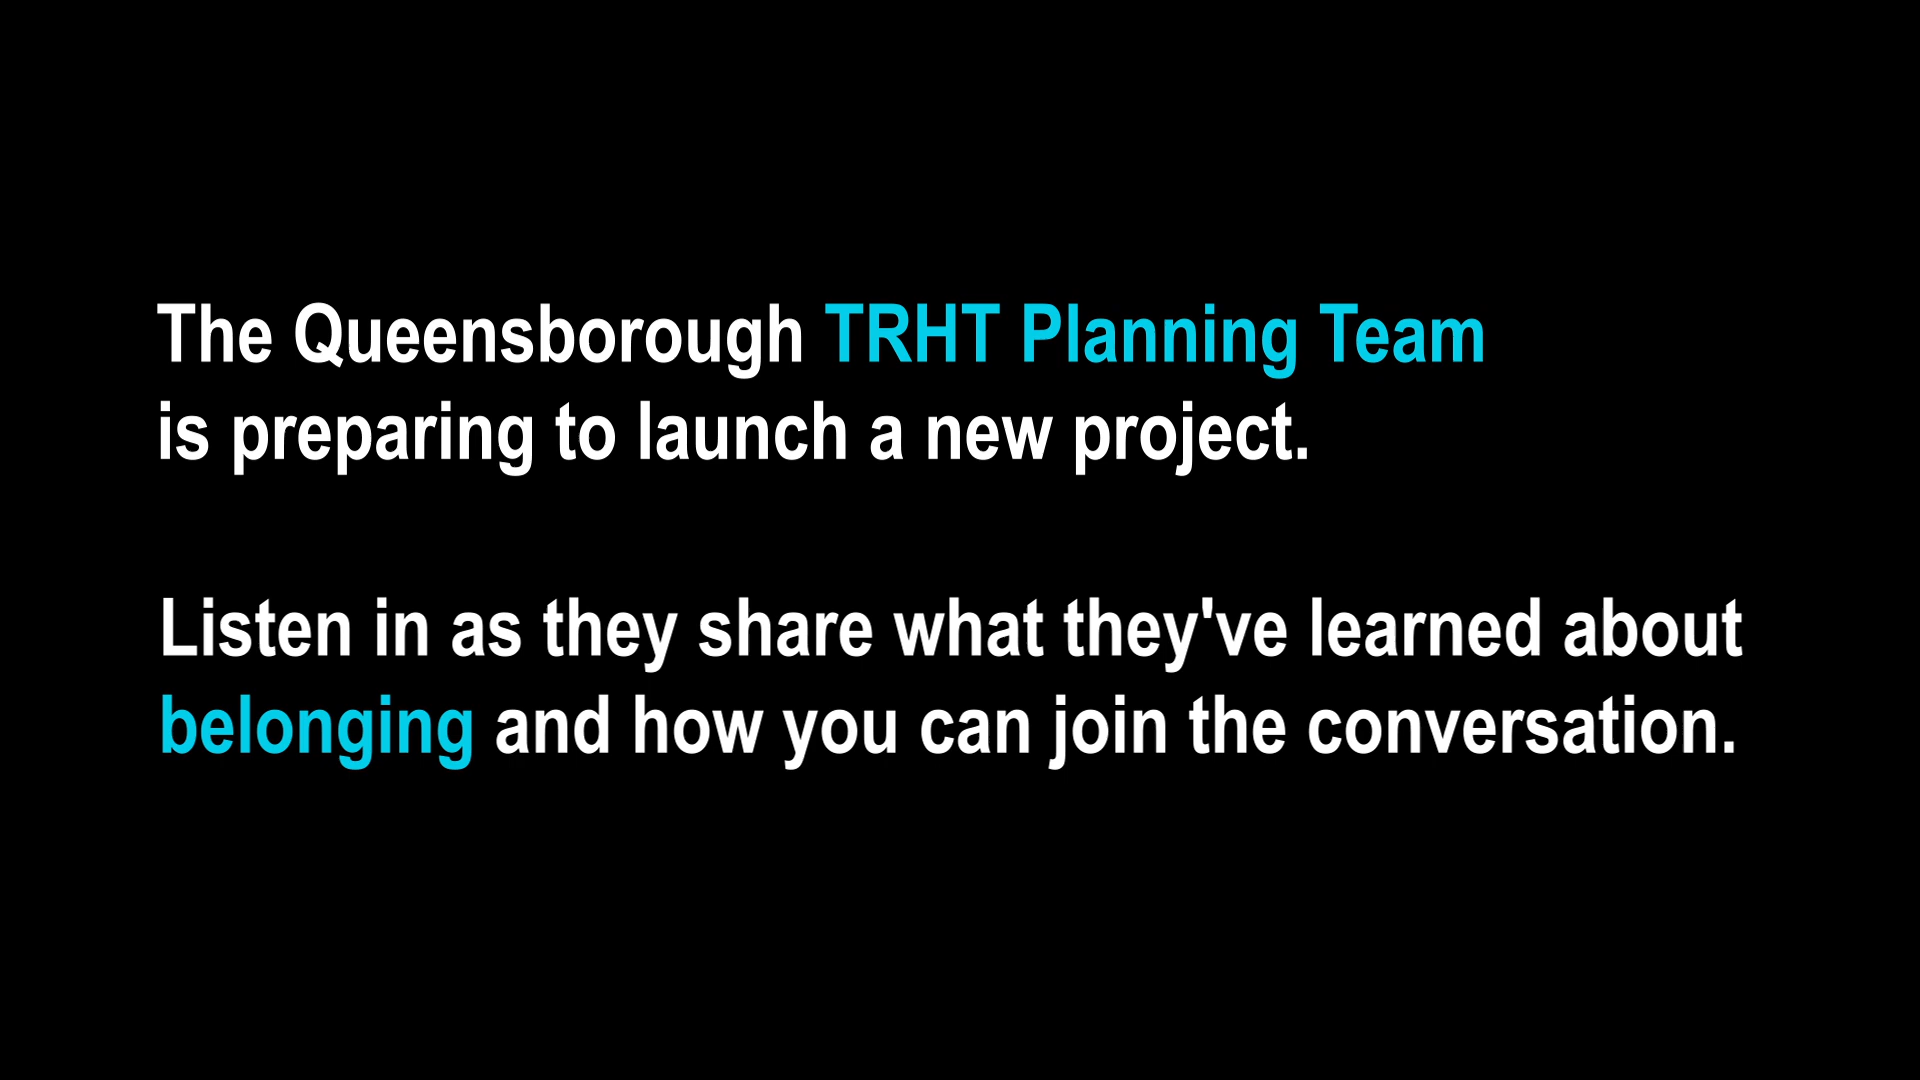 The Queensborough TRHT Planning Team
is preparing to launch a new project.
Listen in as they share what they've learned about
belonging and how you can join the conversation.